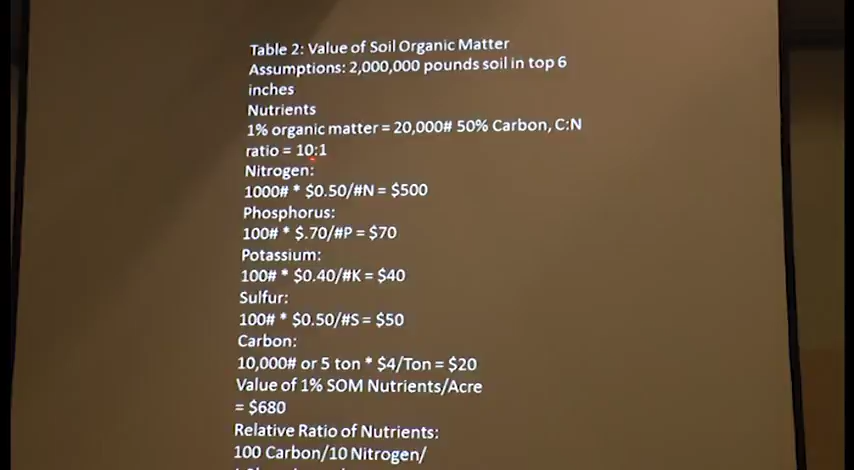 Table 2: Value of Soil Organic Matter
Assumptions: 2,000,000 pounds soil in top 6
inches
Nutrients
1% organic matter = 20,000# 50% Carbon, C:N
ratio = 10:1
Nitrogen:
1000# * $0.50/#N = $500
Phosphorus:
100# * $.70/#P = $70
Potassium:
100# * $0.40/#K = $40
Sulfur:
100# * $0.50/#S = $50
Carbon:
10,000# or 5 ton * $4/Ton = $20
Value of 1% SOM Nutrients/Acre
= $680
Relative Ratio of Nutrients:
100 Carbon/10 Nitrogen/